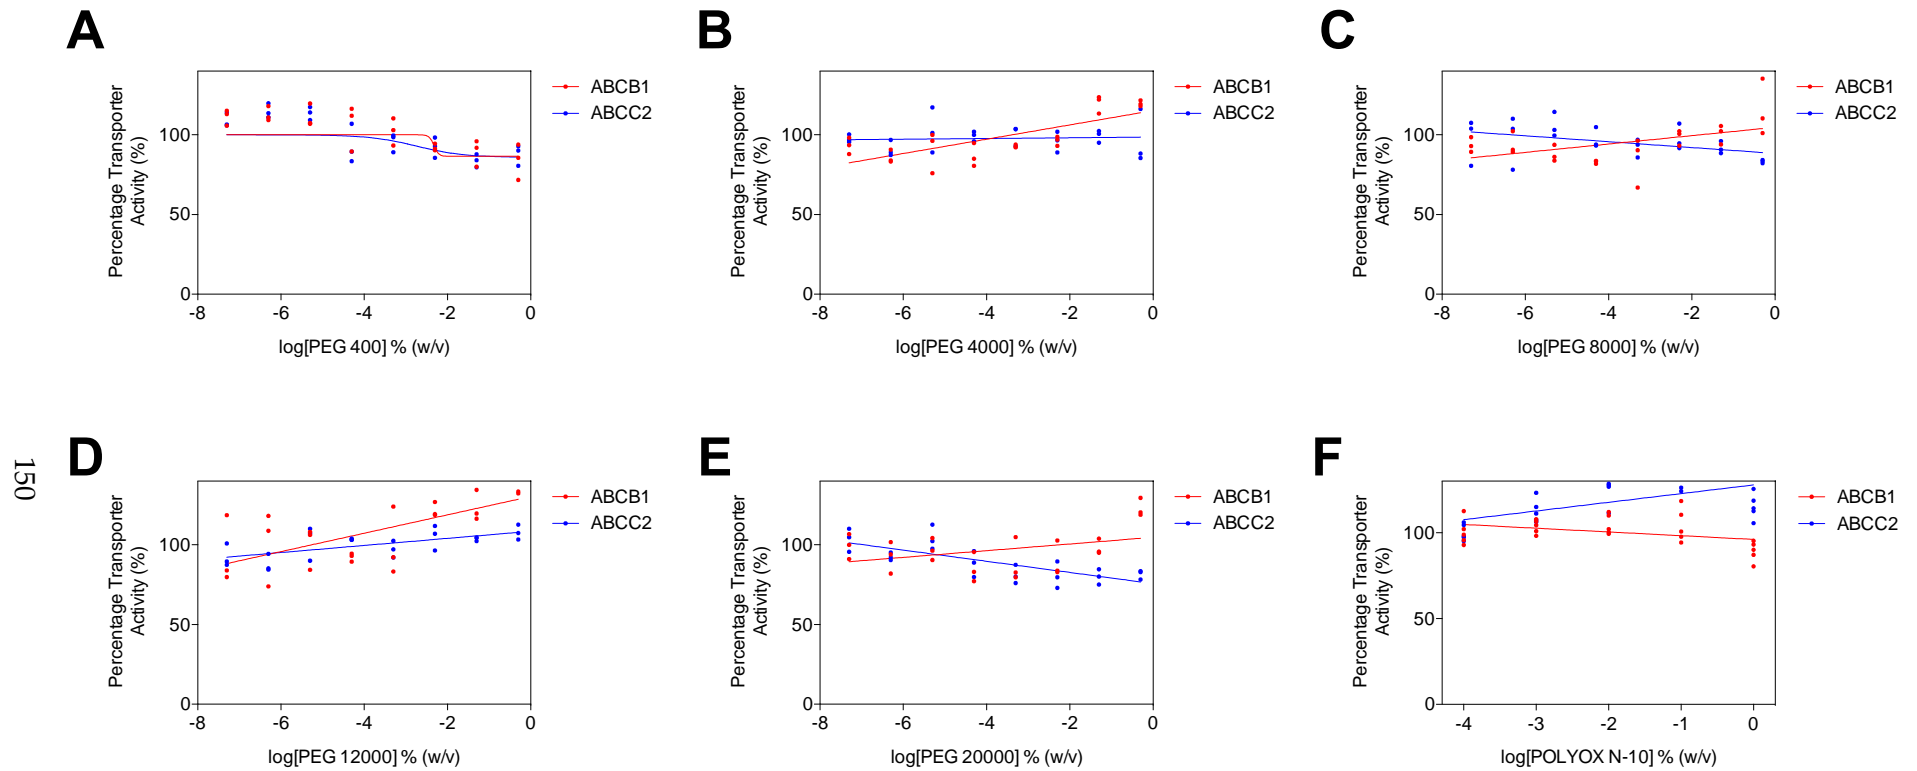 A
Percentage Transporter
Activity (%)
100
50
0
-8
-6
-4
-2
0
log[PEG 400] % (w/v)
ABCB1
ABCC2
B
Percentage Transporter
Activity (%)
100
50
0
-8
-6
-4
-2
0
log[PEG 4000] % (w/v)
ABCB1
ABCC2
C
Percentage Transporter
Activity (%)
100
50
0
-8
-6
-4
-2
0
log[PEG 8000] % (w/v)
ABCB1
ABCC2
150
D
Percentage Transporter
Activity (%)
100
50
0
-8
-6
-4
-2
0
log[PEG 12000] % (w/v)
ABCB1
ABCC2
E
Percentage Transporter
Activity (%)
100
50
0
-8
-6
-4
-2
0
log[PEG 20000] % (w/v)
ABCB1
ABCC2
F
Percentage Transporter
Activity (%)
100
50
0
-4
-3
-2
-1
0
log[POLYOX N-10] % (w/v)
ABCB1
ABCC2